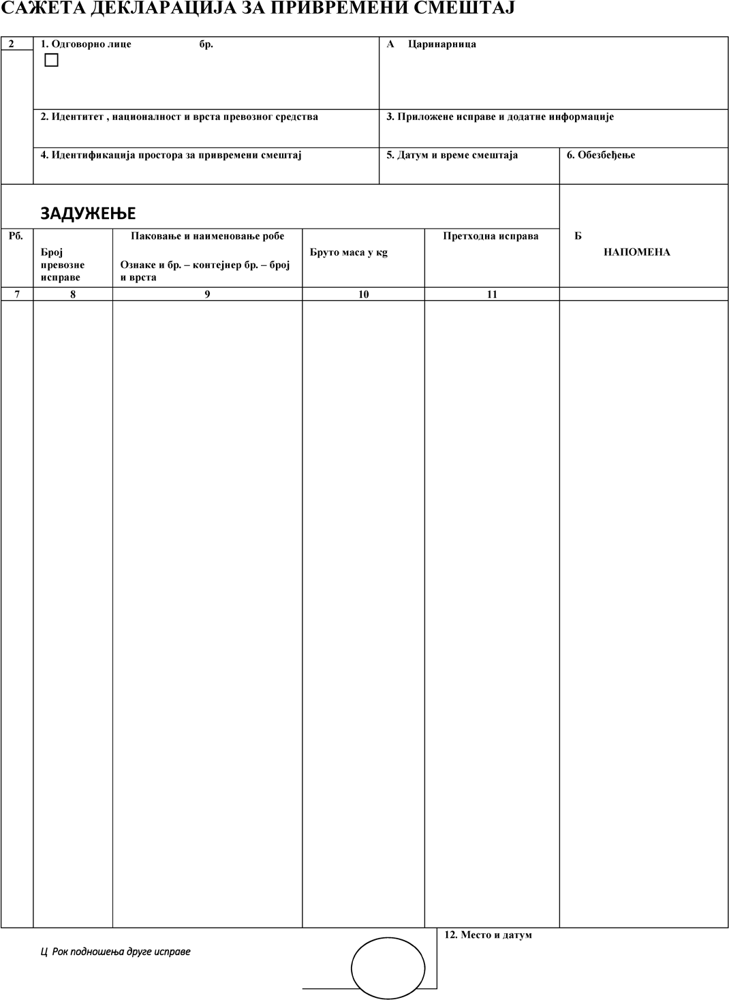 САЖЕТА ДЕКЛАРАЦИЈА ЗА ПРИВРЕМЕНИ СМЕШТАЈ
2
1. Одговорно лице бр.
А Царинарница
2. Идентитет , националност и врста превозног средства
3. Приложене исправе и додатне информације
4. Идентификација простора за привремени смештај
5. Датум и време смештаја
6. Обезбеђење
ЗАДУЖЕЊЕ
Рб.
Број
превозне
исправе
Паковање и наименовање робе
Ознаке и бр. – контејнер бр. – број
и врста
Бруто маса у кg
Претходна исправа
Б
НАПОМЕНА
7 8 9 10 11
12. Место и датум
Ц Рок подношења друге исправе